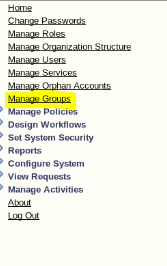 Home
Change Passwords
Manage Roles
Manage Organization Structure
Manage Users
Manage Services
Manage Orphan Accounts
Manage Groups
Manage Policies
Design Workflows
Set System Security
Reports
Configure System
View Requests
Manage Activities
About
Log Out